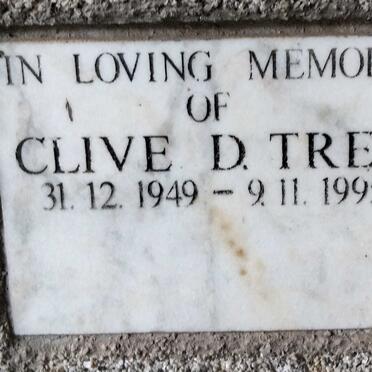 IN LOVING MEMO
OF
CLIVE D. TRE
31. 12. 1949 – 9. 11. 199